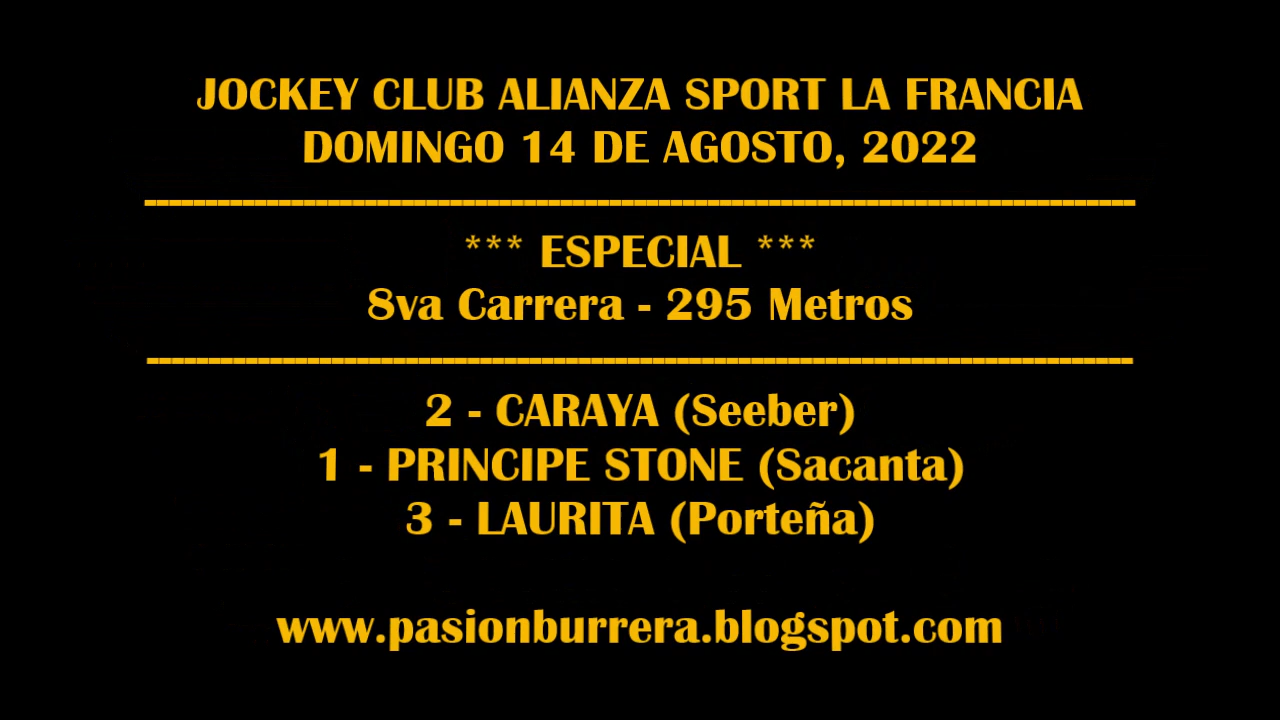 JOCKEY CLUB ALIANZA SPORT LA FRANCIA
DOMINGO 14 DE AGOSTO, 2022
*** ESPECIAL ***
8va Carrera - 295 Metros
2 - CARAYA (Seeber)
1 - PRINCIPE STONE (Sacanta)
3 - LAURITA (Porteña)
www.pasionburrera.blogspot.com